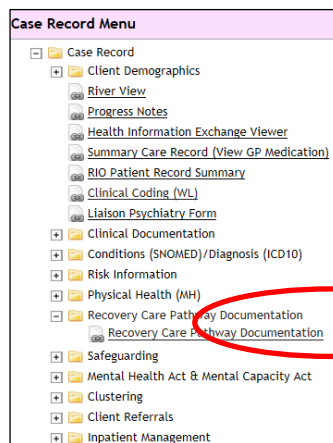 Case Record Menu
Case Record
Client Demographics
River View
Progress Notes
Health Information Exchange Viewer
Summary Care Record (View GP Medication)
RIO Patient Record Summary
Clinical Coding (WL)
Liaison Psychiatry Form
Clinical Documentation
Conditions (SNOMED)/Diagnosis (ICD10)
Risk Information
Physical Health (MH)
Recovery Care Pathway Documentation
Recovery Care Pathway Documentation
Safeguarding
Mental Health Act & Mental Capacity Act
Clustering
Client Referrals
Inpatient Management